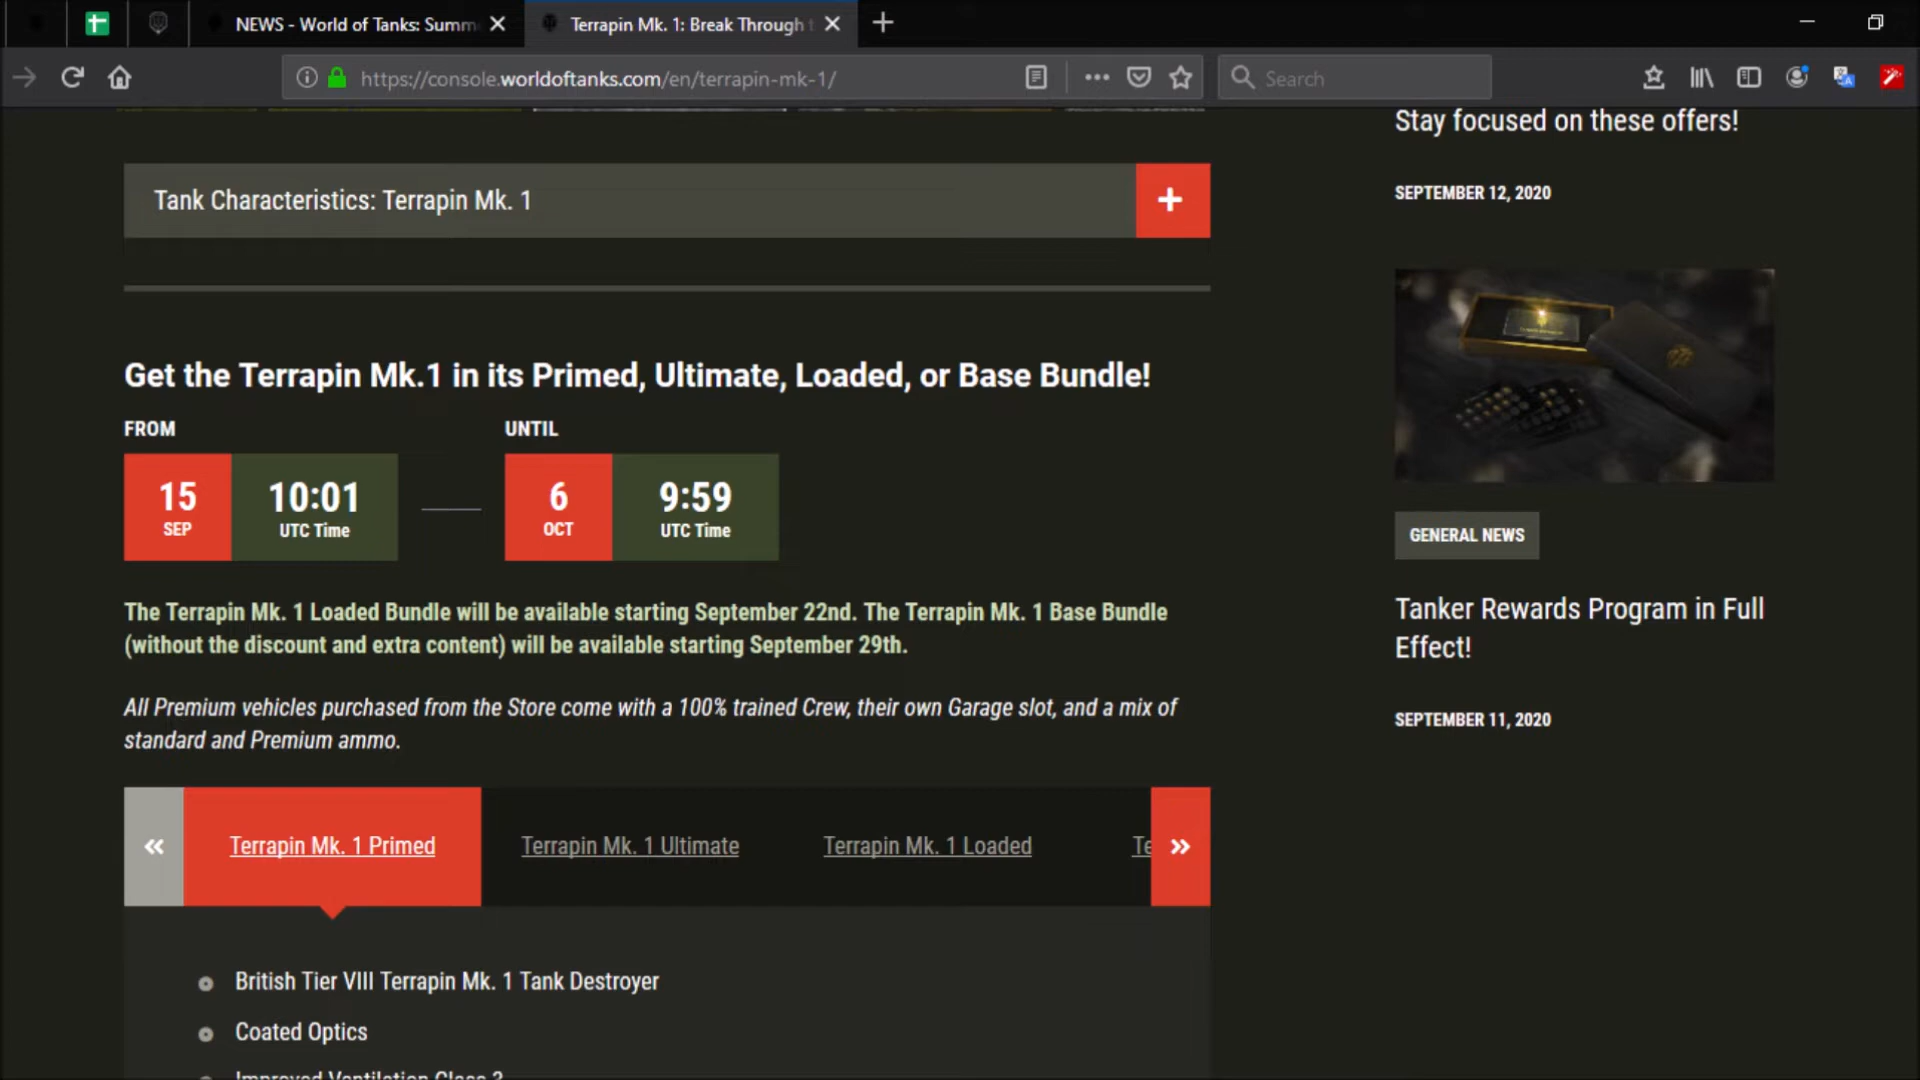 NEWS - World of Tanks: Summ
Terrapin Mk. 1: Break Through t
https://console.worldoftanks.com/en/terrapin-mk-1/
Search
Stay focused on these offers!
SEPTEMBER 12, 2020
Tank Characteristics: Terrapin Mk. 1
Get the Terrapin Mk.1 in its Primed, Ultimate, Loaded, or Base Bundle!
FROM
UNTIL
15
SEP
10:01
UTC Time
6
OCT
9:59
UTC Time
The Terrapin Mk. 1 Loaded Bundle will be available starting September 22nd. The Terrapin Mk. 1 Base Bundle
(without the discount and extra content) will be available starting September 29th.
All Premium vehicles purchased from the Store come with a 100% trained Crew, their own Garage slot, and a mix of
standard and Premium ammo.
Terrapin Mk. 1 Primed
Terrapin Mk. 1 Ultimate
Terrapin Mk. 1 Loaded
Te
British Tier VIII Terrapin Mk. 1 Tank Destroyer
Coated Optics
Improved Ventilation Class
GENERAL NEWS
Tanker Rewards Program in Full
Effect!
SEPTEMBER 11, 2020